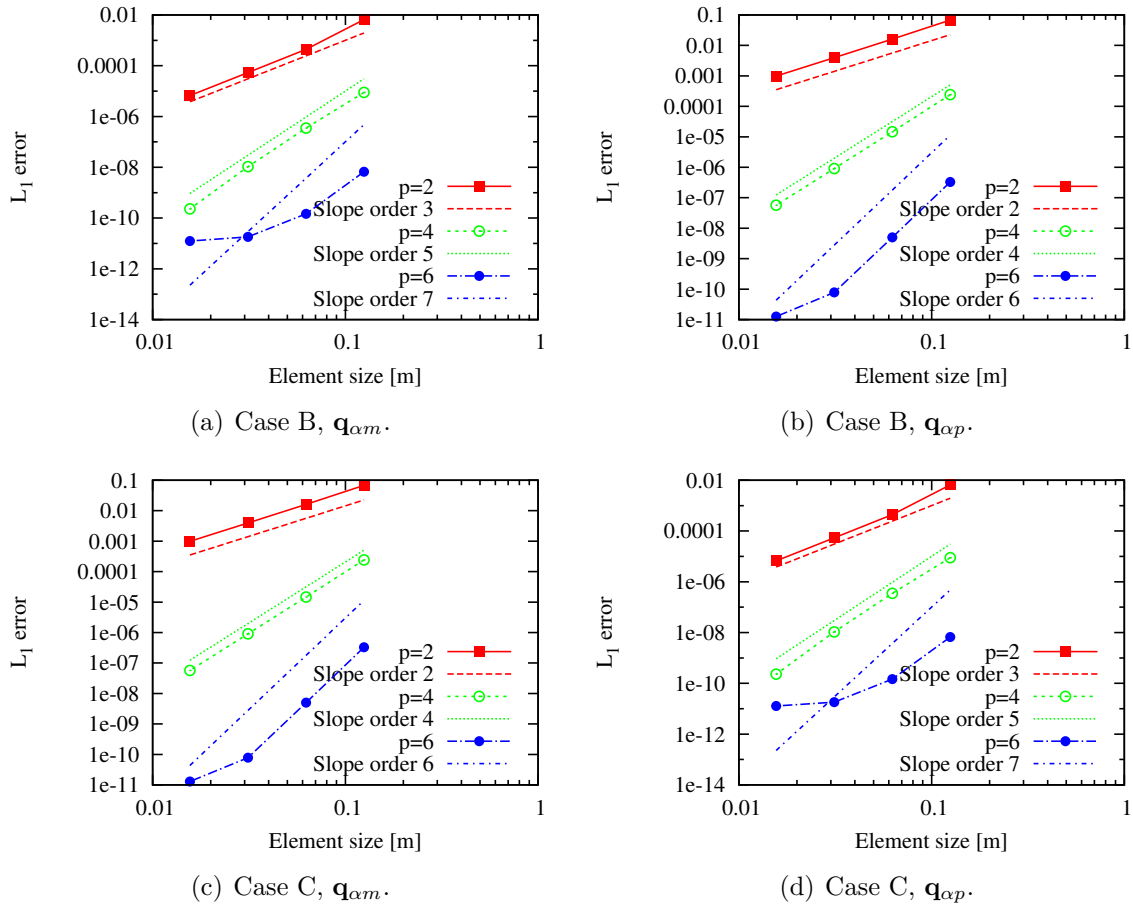 0.01
0.0001
1e-06
1e-08
1e-10
1e-12
1e-14
0.01
0.1
1
L1 error
Element size [m]
p=2
Slope order 3
p=4
Slope order 5
p=6
Slope order 7
(a) Case B, qαm.
0.1
0.01
0.001
0.0001
1e-05
1e-06
1e-07
1e-08
1e-09
1e-10
1e-11
0.01
0.1
1
L1 error
Element size [m]
p=2
Slope order 2
p=4
Slope order 4
p=6
Slope order 6
(b) Case B, qαp.
0.1
0.01
0.001
0.0001
1e-05
1e-06
1e-07
1e-08
1e-09
1e-10
1e-11
0.01
0.1
1
L1 error
Element size [m]
p=2
Slope order 2
p=4
Slope order 4
p=6
Slope order 6
(c) Case C, qαm.
0.01
0.0001
1e-06
1e-08
1e-10
1e-12
1e-14
0.01
0.1
1
L1 error
Element size [m]
p=2
Slope order 3
p=4
Slope order 5
p=6
Slope order 7
(d) Case C, qαp.